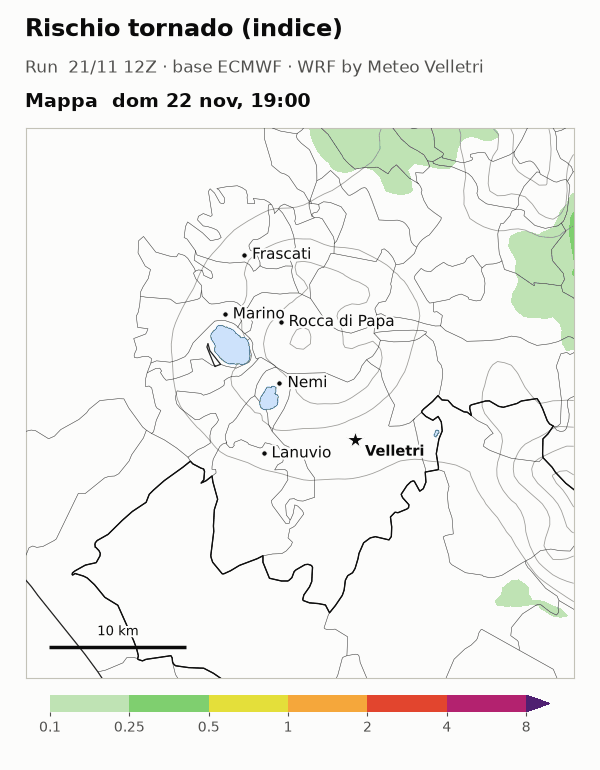 Rischio tornado (indice)
Run  21/11 12Z · base ECMWF · WRF by Meteo Velletri
Mappa  dom 22 nov, 19:00
Frascati
Marino
Rocca di Papa
Nemi
Velletri
Lanuvio
10 km
0.1 0.25 0.5 1 2 4 8